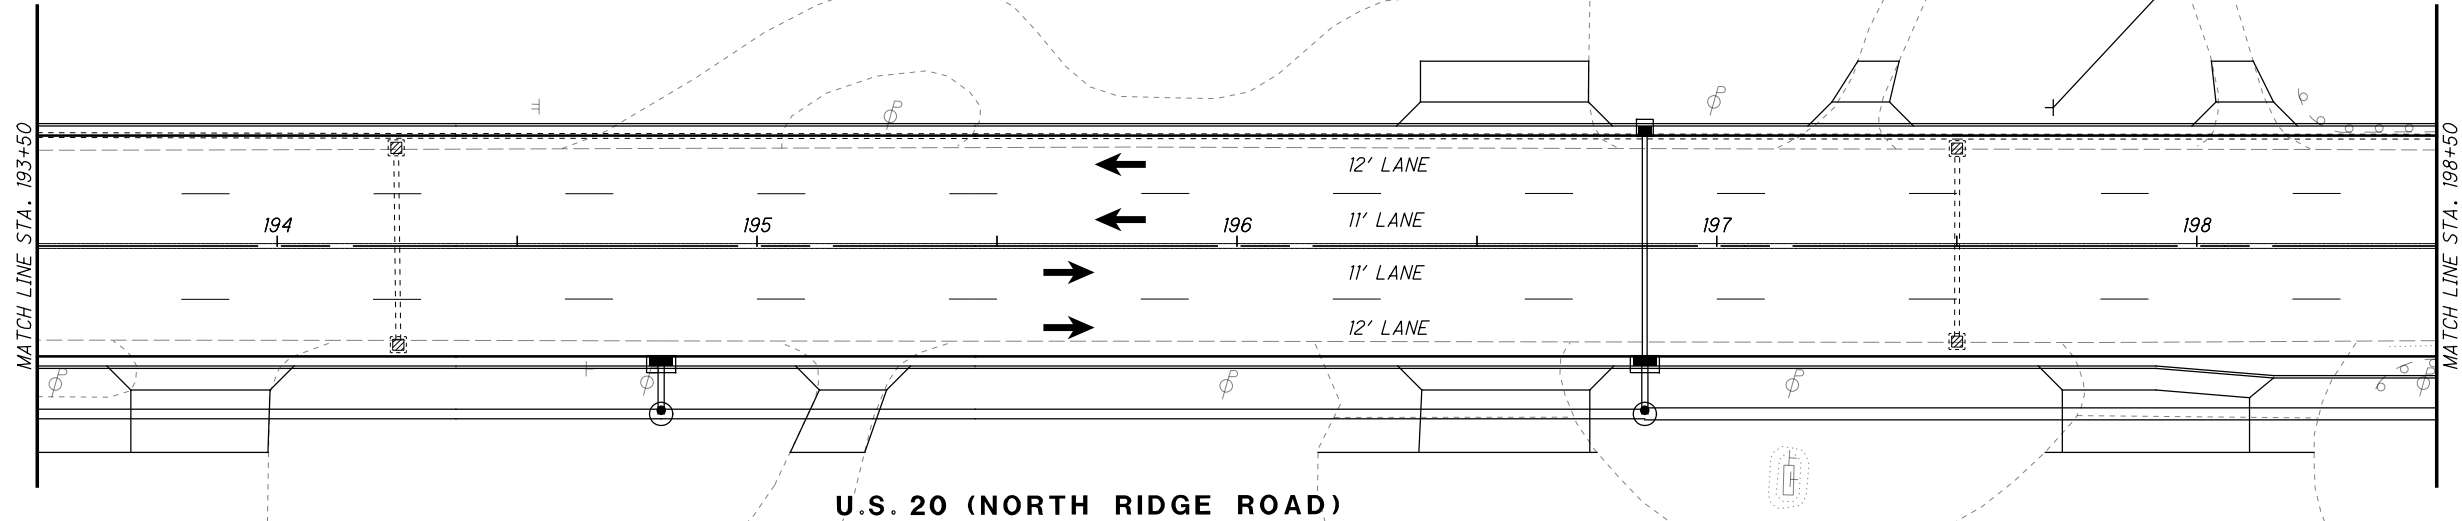 MATCH LINE STA. 193+50
12' LANE
11' LANE
194 195 196 197 198
11' LANE
12' LANE
MATCH LINE STA. 198+50
U.S. 20 (NORTH RIDGE ROAD)